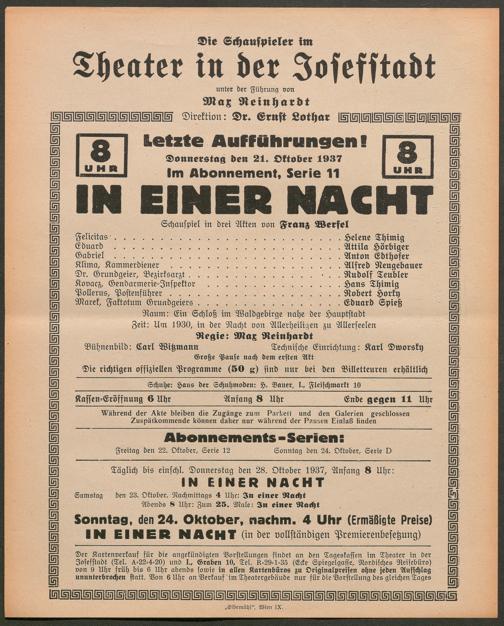 Die Schauspieler im
Theater in der Josefstadt
unter der Führung von
Max Reinhardt
Direktion: Dr. Ernst Lothar
8 UHR
Letzte Aufführungen!
Donnerstag den 21. Oktober 1937
Im Abonnement, Serie 11
8 UHR
IN EINER NACHT
Schauspiel in drei Akten von Franz Werfel
Felicitas . . . Helene Thimig
Eduard . . . Attila Hörbiger
Gabriel . . . Anton Edthofer
Klima, Kammerdiener . . . Alfred Neugebauer
Dr. Grundgeier, Bezirksarzt . . . Rudolf Teubler
Kovacz, Gendarmerie-Inspektor . . . Hans Thimig
Pollerus, Postenführer . . . Robert Horky
Marek, Faktotum Grundgeiers . . . Eduard Spieß
Raum: Ein Schloß im Waldgebirge nahe der Hauptstadt
Zeit: Um 1930, in der Nacht von Allerheiligen zu Allerseelen
Regie: Max Reinhardt
Bühnenbild: Carl Witzmann Technische Einrichtung: Karl Dworsky
Große Pause nach dem ersten Akt
Die richtigen offiziellen Programme (50 g) sind nur bei den Billetteuren erhältlich
Schuhe: Haus der Schuhmoden: H. Bauer, I., Fleischmarkt 10
Kassen-Eröffnung 6 Uhr Anfang 8 Uhr Ende gegen 11 Uhr
Während der Akte bleiben die Zugänge zum Parkett und den Galerien geschlossen
Zuspätkommende können daher nur während der Pausen Einlaß finden
Abonnements-Serien:
Freitag den 22. Oktober, Serie 12 Sonntag den 24. Oktober, Serie D
Täglich bis einschl. Donnerstag den 28. Oktober 1937, Anfang 8 Uhr:
IN EINER NACHT
Samstag den 23. Oktober, Nachmittags 4 Uhr: In einer Nacht
Abends 8 Uhr: Zum 25. Male: In einer Nacht
Sonntag, den 24. Oktober, nachm. 4 Uhr (Ermäßigte Preise)
IN EINER NACHT (in der vollständigen Premierenbesetzung)
Der Kartenverkauf für die angekündigten Vorstellungen findet an den Tageskassen im Theater in der
Josefstadt (Tel. A-22-4-20) und I., Graben 10, Tel. R-29-1-35 (Ecke Spiegelgasse, Nordisches Reisebüro)
von 9 Uhr früh bis 6 Uhr abends sowie in allen Kartenbüros zu Originalpreisen ohne jeden Aufschlag
ununterbrochen statt. Von 6 Uhr an Verkauf im Theatergebäude nur für die Vorstellung des gleichen Tages
„Elbemühl", Wien IX.